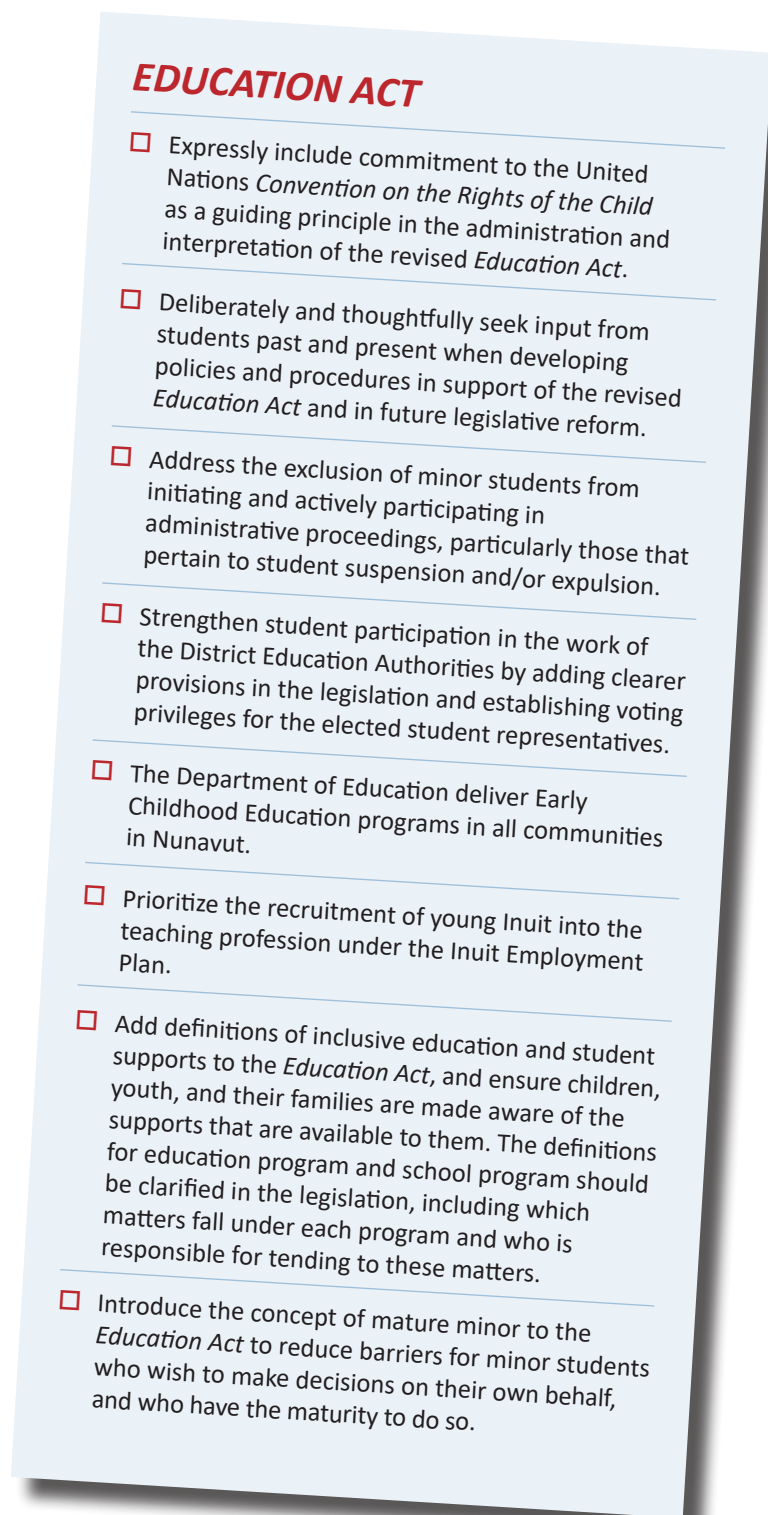 EDUCATION ACT
Expressly include commitment to the United
Nations Convention on the Rights of the Child
as a guiding principle in the administration and
interpretation of the revised Education Act.
Deliberately and thoughtfully seek input from
students past and present when developing
policies and procedures in support of the revised
Education Act and in future legislative reform.
Address the exclusion of minor students from
initiating and actively participating in
administrative proceedings, particularly those that
pertain to student suspension and/or expulsion.
Strengthen student participation in the work of
the District Education Authorities by adding clearer
provisions in the legislation and establishing voting
privileges for the elected student representatives.
The Department of Education deliver Early
Childhood Education programs in all communities
in Nunavut.
Prioritize the recruitment of young Inuit into the
teaching profession under the Inuit Employment
Plan.
Add definitions of inclusive education and student
supports to the Education Act, and ensure children,
youth, and their families are made aware of the
supports that are available to them. The definitions
for education program and school program should
be clarified in the legislation, including which
matters fall under each program and who is
responsible for tending to these matters.
Introduce the concept of mature minor to the
Education Act to reduce barriers for minor students
who wish to make decisions on their own behalf,
and who have the maturity to do so.